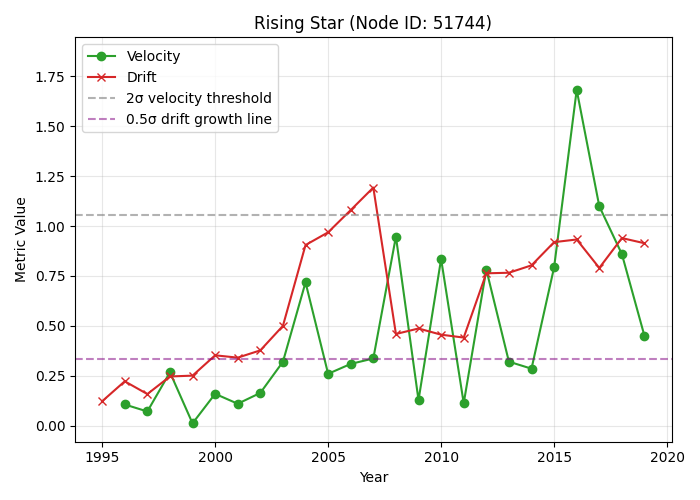 Rising Star (Node ID: 51744)
Velocity
Drift
2σ velocity threshold
0.5σ drift growth line
Metric Value
1.75
1.50
1.25
1.00
0.75
0.50
0.25
0.00
1995 2000 2005 2010 2015 2020
Year